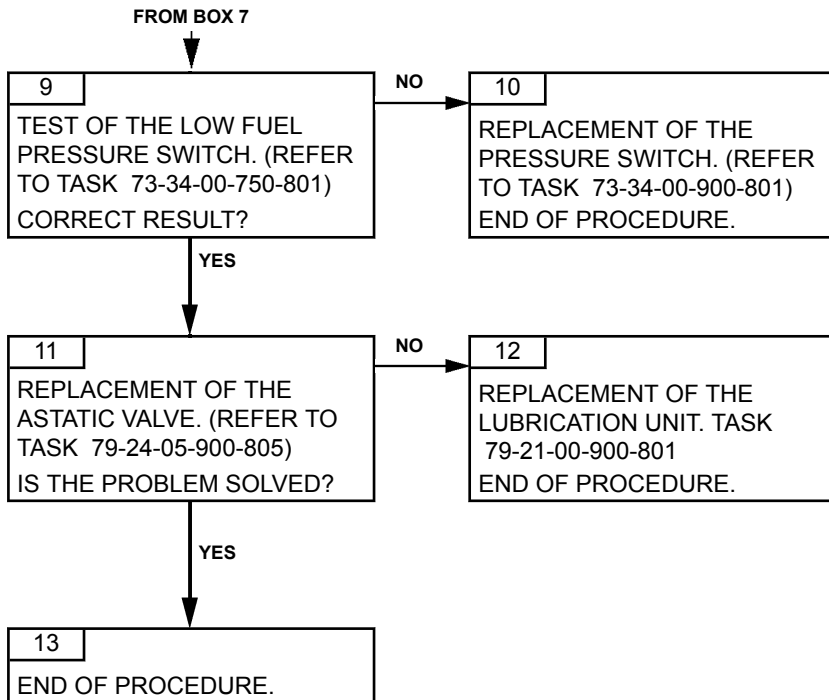 FROM BOX 7
9
TEST OF THE LOW FUEL
PRESSURE SWITCH. (REFER
TO TASK 73-34-00-750-801)
CORRECT RESULT?
NO
10
REPLACEMENT OF THE
PRESSURE SWITCH. (REFER
TO TASK 73-34-00-900-801)
END OF PROCEDURE.
YES
11
REPLACEMENT OF THE
ASTATIC VALVE. (REFER TO
TASK 79-24-05-900-805)
IS THE PROBLEM SOLVED?
NO
12
REPLACEMENT OF THE
LUBRICATION UNIT. TASK
79-21-00-900-801
END OF PROCEDURE.
YES
13
END OF PROCEDURE.